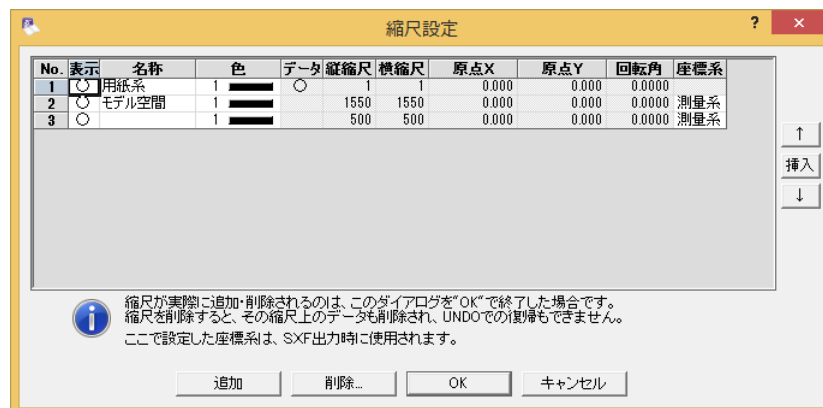 縮尺設定 ? ×
No. 表示 名称 色 データ 縦縮尺 横縮尺 原点X 原点Y 回転角 座標系
1 ○ 用紙系 1 ○ 1 1 0.000 0.000 0.0000
2 ○ モデル空間 1 1550 1550 0.000 0.000 0.0000 測量系
3 ○ 1 500 500 0.000 0.000 0.0000 測量系
↑
挿入
↓
縮尺が実際に追加・削除されるのは、このダイアログを"OK"で終了した場合です。
縮尺を削除すると、その縮尺上のデータも削除され、UNDOでの復帰もできません。
ここで設定した座標系は、SXF出力時に使用されます。
追加 削除... OK キャンセル